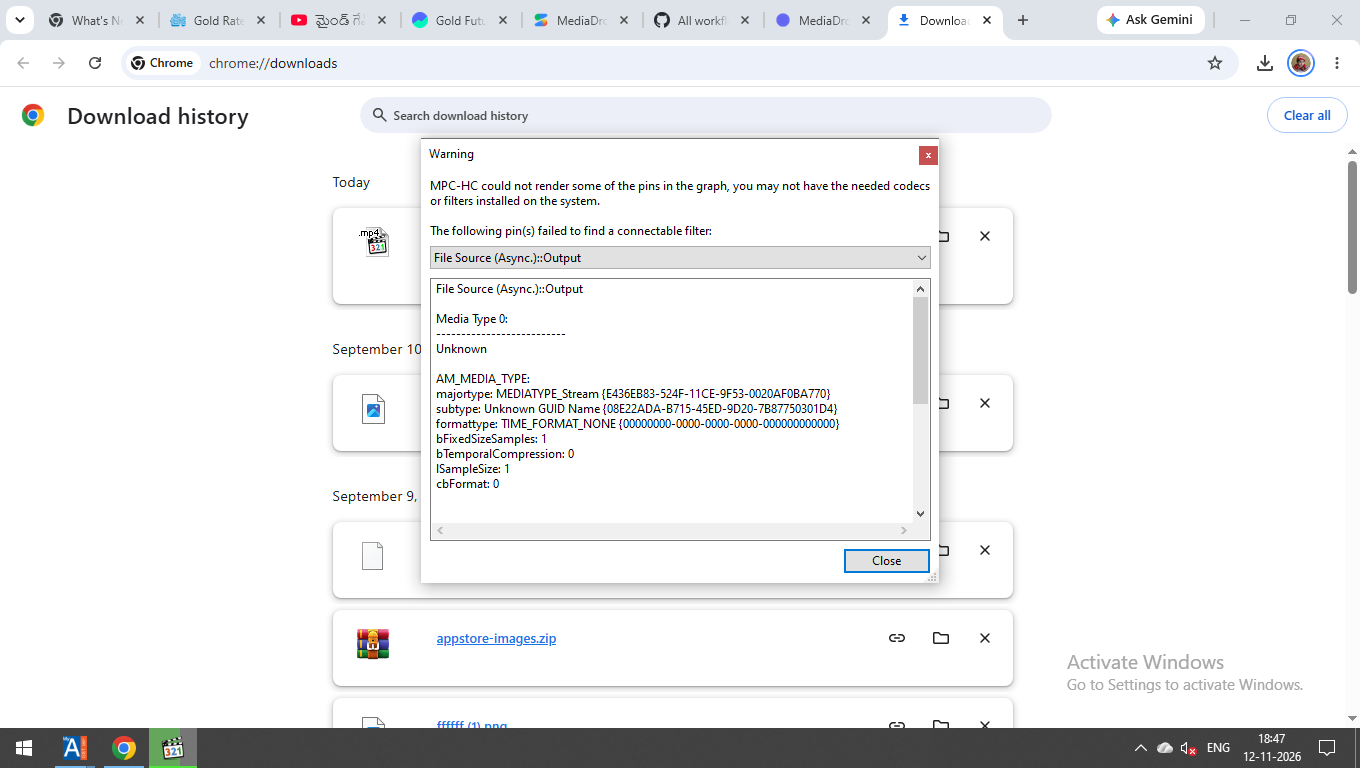 What's N
Gold Rate
మైండ్ గే
Gold Futu
MediaDro
All workfl
MediaDro
Downloa
Ask Gemini
Chrome
chrome://downloads
Download history
Search download history
Clear all
Today
.mp4
321
September 10
September 9,
appstore-images.zip
ffffff (1).png
Warning
x
MPC-HC could not render some of the pins in the graph, you may not have the needed codecs
or filters installed on the system.
The following pin(s) failed to find a connectable filter:
File Source (Async.)::Output
File Source (Async.)::Output
Media Type 0:
--------------------------
Unknown
AM_MEDIA_TYPE:
majortype: MEDIATYPE_Stream {E436EB83-524F-11CE-9F53-0020AF0BA770}
subtype: Unknown GUID Name {08E22ADA-B715-45ED-9D20-7B87750301D4}
formattype: TIME_FORMAT_NONE {00000000-0000-0000-0000-000000000000}
bFixedSizeSamples: 1
bTemporalCompression: 0
lSampleSize: 1
cbFormat: 0
Close
Activate Windows
Go to Settings to activate Windows.
321
ENG
18:47
12-11-2026